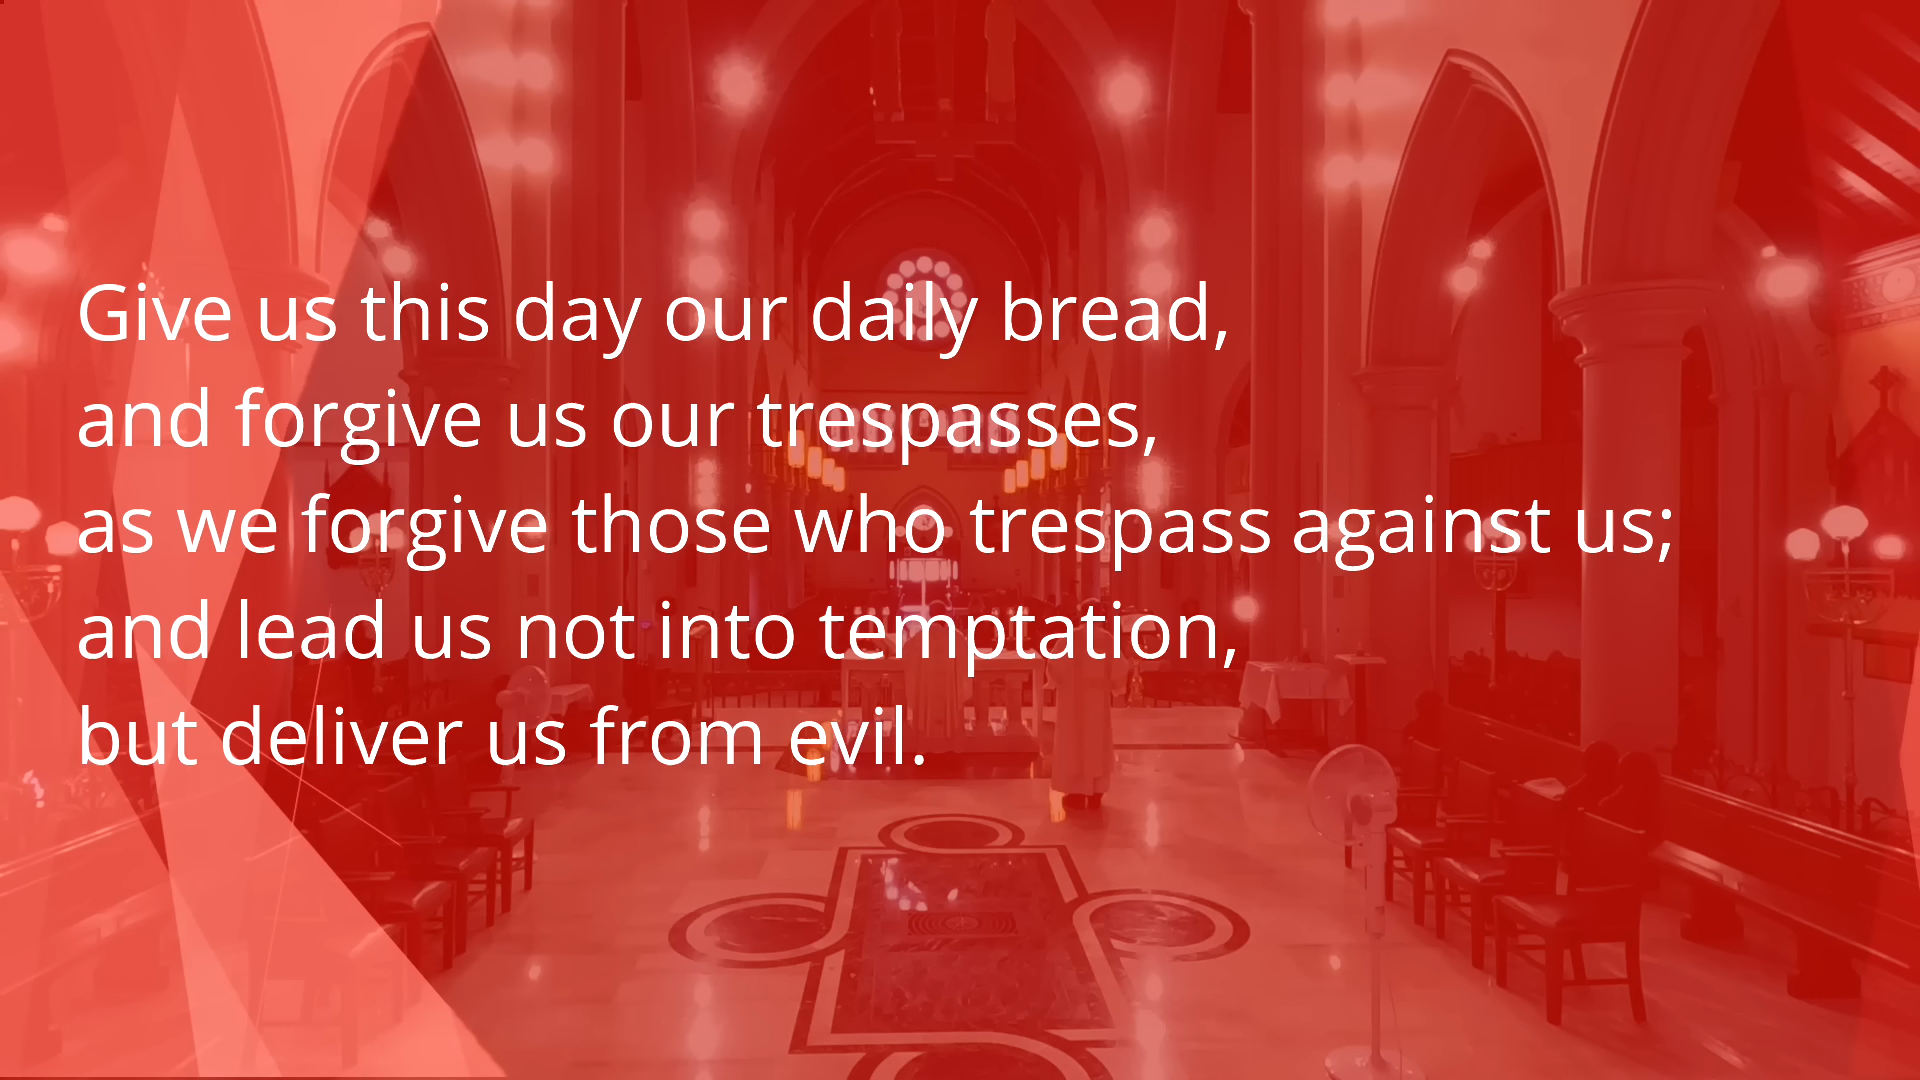 Give us this day our daily bread,
and forgive us our trespasses,
as we forgive those who trespass against us;
and lead us not into temptation,
but deliver us from evil.